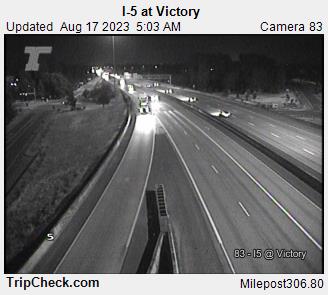 I-5 at Victory
Updated Aug 17 2023 5:03 AM Camera 83
T
S
83 - I5 @ Victory
TripCheck.com Milepost306.80